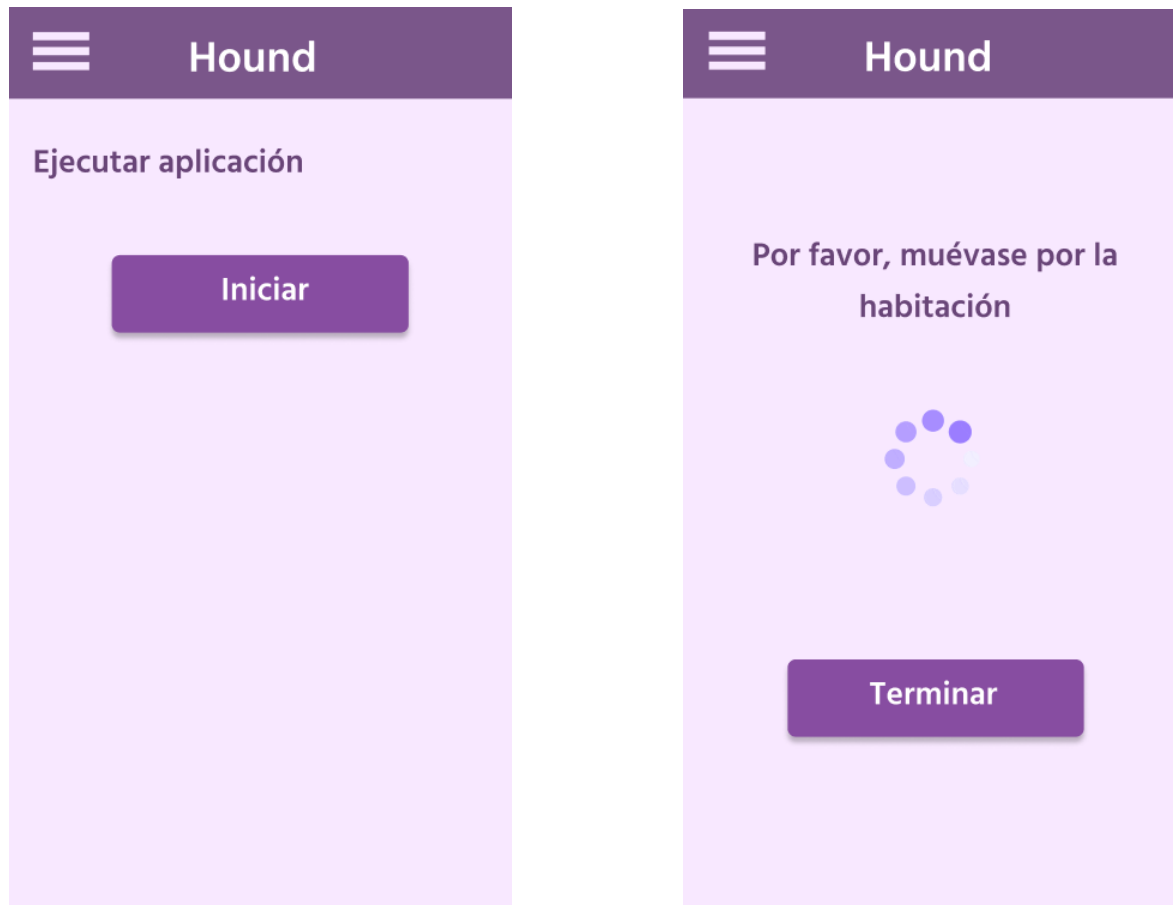 Hound
Ejecutar aplicación
Iniciar
Hound
Por favor, muévase por la
habitación
Terminar